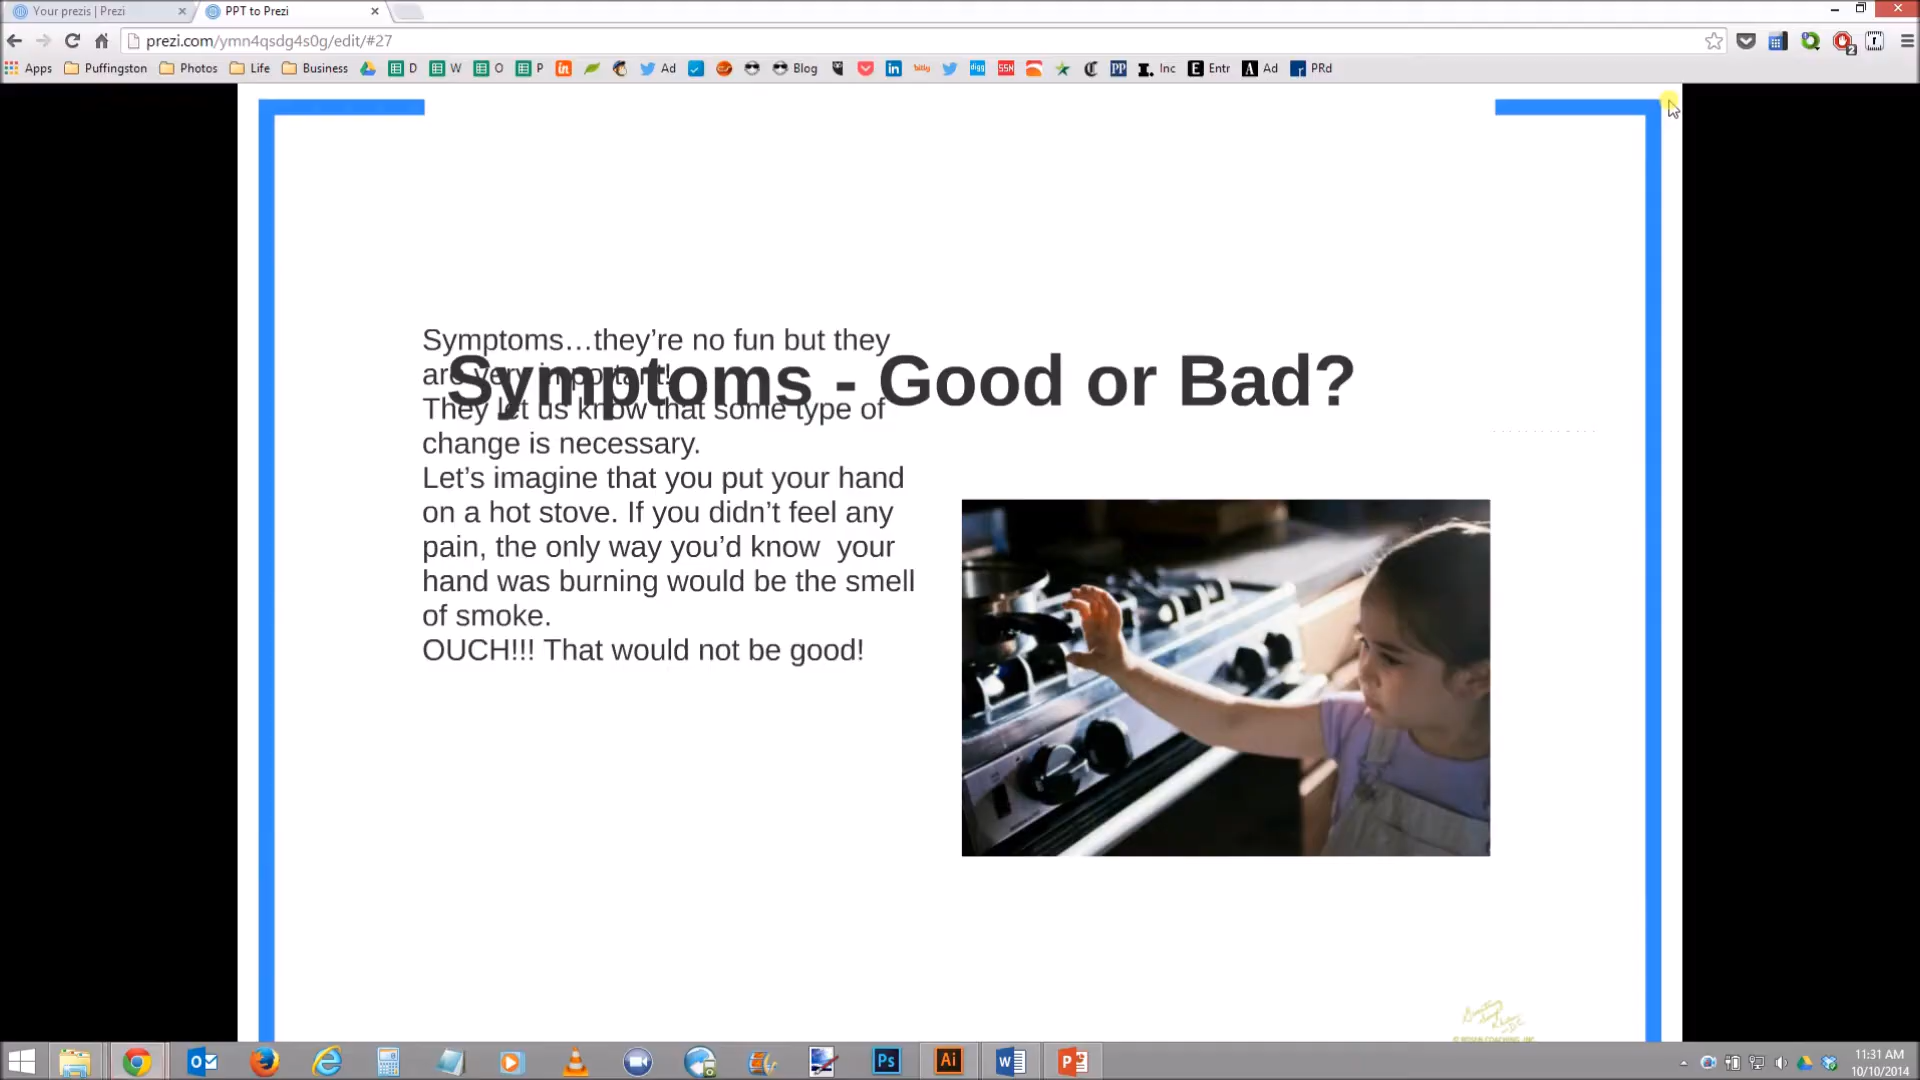 Your prezis | Prezi
PPT to Prezi
prezi.com/ymn4qsdg4s0g/edit/#27
Apps Puffingston Photos Life Business D W O P Ad Blog Inc Entr Ad PRd
Symptoms…they’re no fun but they
are very important!
Symptoms - Good or Bad?
They let us know that some type of
change is necessary.
Let’s imagine that you put your hand
on a hot stove. If you didn’t feel any
pain, the only way you’d know  your
hand was burning would be the smell
of smoke.
OUCH!!! That would not be good!
11:31 AM
10/10/2014